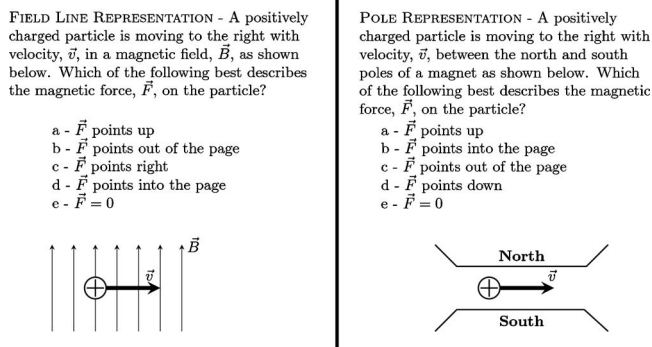 FIELD LINE REPRESENTATION - A positively
charged particle is moving to the right with
velocity, v⃗, in a magnetic field, B⃗, as shown
below. Which of the following best describes
the magnetic force, F⃗, on the particle?
a - F⃗ points up
b - F⃗ points out of the page
c - F⃗ points right
d - F⃗ points into the page
e - F⃗ = 0
B⃗
v⃗
POLE REPRESENTATION - A positively
charged particle is moving to the right with
velocity, v⃗, between the north and south
poles of a magnet as shown below. Which
of the following best describes the magnetic
force, F⃗, on the particle?
a - F⃗ points up
b - F⃗ points into the page
c - F⃗ points out of the page
d - F⃗ points down
e - F⃗ = 0
North
v⃗
South